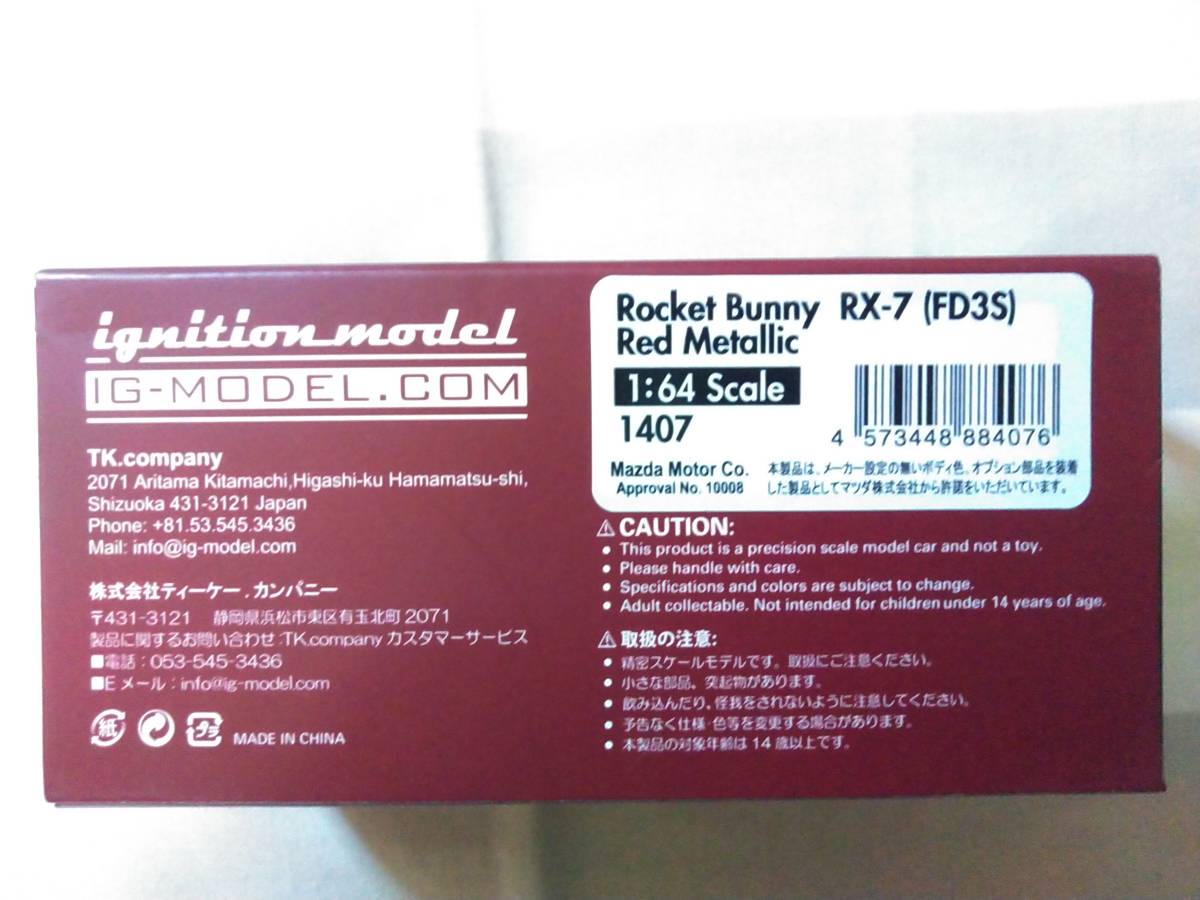 ignition model
IG-MODEL.COM
TK.company
2071 Aritama Kitamachi,Higashi-ku Hamamatsu-shi,
Shizuoka 431-3121 Japan
Phone: +81.53.545.3436
Mail: info@ig-model.com
株式会社ティーケー.カンパニー
〒431-3121 静岡県浜松市東区有玉北町2071
製品に関するお問い合わせ:TK.company カスタマーサービス
■電話:053-545-3436
■Eメール:info@ig-model.com
紙 プラ MADE IN CHINA
Rocket Bunny RX-7 (FD3S)
Red Metallic
1:64 Scale
1407
4 573448 884076
Mazda Motor Co.
Approval No. 10008
本製品は、メーカー設定の無いボディ色、オプション部品を装着
した製品としてマツダ株式会社から許諾をいただいています。
⚠CAUTION:
• This product is a precision scale model car and not a toy.
• Please handle with care.
• Specifications and colors are subject to change.
• Adult collectable. Not intended for children under 14 years of age.
⚠取扱の注意:
• 精密スケールモデルです。取扱にご注意ください。
• 小さな部品、突起物があります。
• 飲み込んだり、怪我をされないように注意してください。
• 予告なく仕様・色等を変更する場合があります。
• 本製品の対象年齢は14歳以上です。